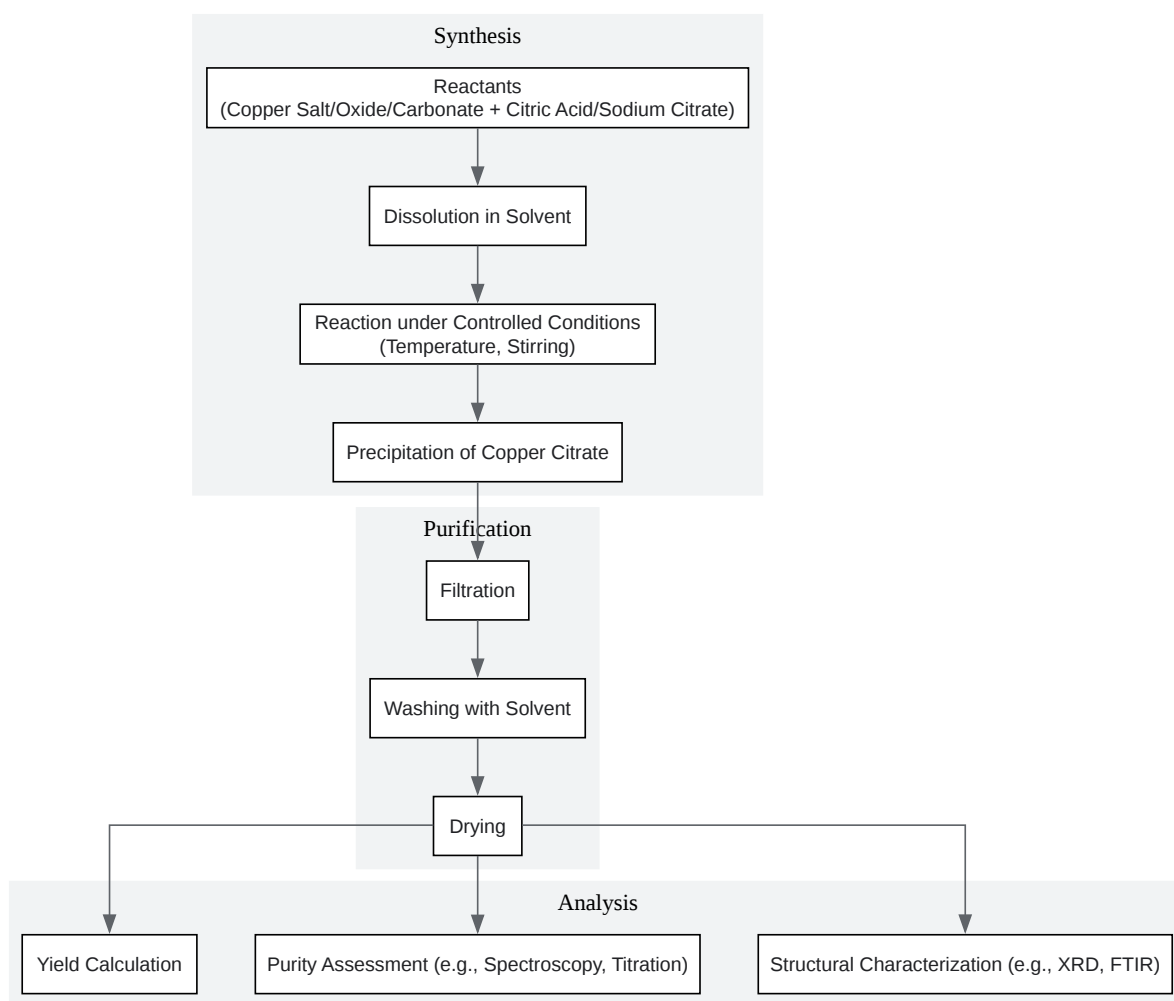 Synthesis
Reactants
(Copper Salt/Oxide/Carbonate + Citric Acid/Sodium Citrate)
Dissolution in Solvent
Reaction under Controlled Conditions
(Temperature, Stirring)
Precipitation of Copper Citrate
Purification
Filtration
Washing with Solvent
Drying
Analysis
Yield Calculation
Purity Assessment (e.g., Spectroscopy, Titration)
Structural Characterization (e.g., XRD, FTIR)